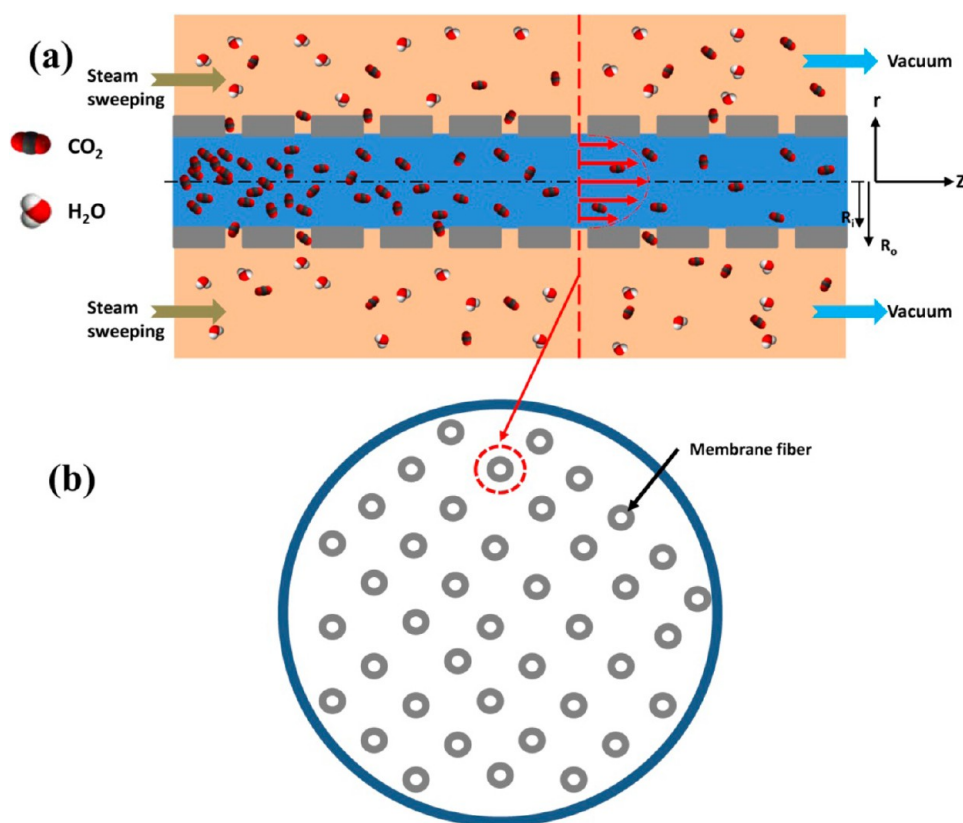 (a)
Steam
sweeping
Vacuum
r
CO2
H2O
Z
Ri
Ro
Steam
sweeping
Vacuum
(b)
Membrane fiber